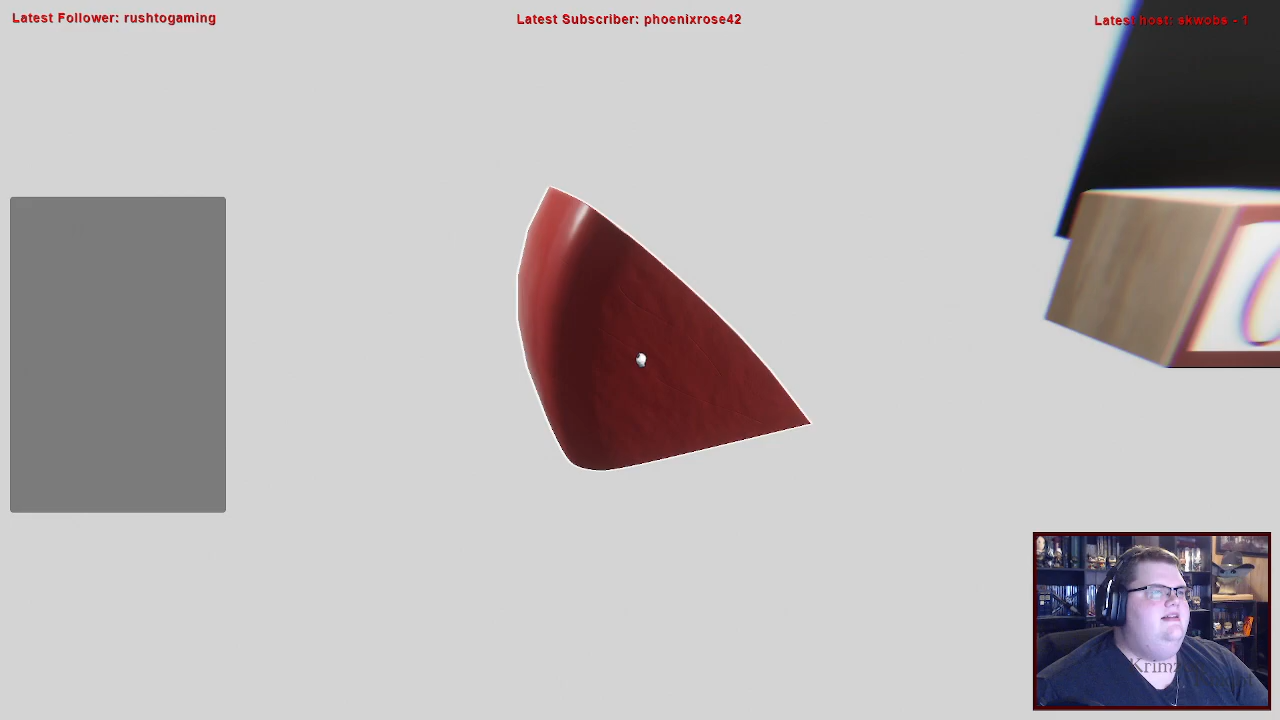 Latest Follower: rushtogaming
Latest Subscriber: phoenixrose42
Latest host: skwobs - 1